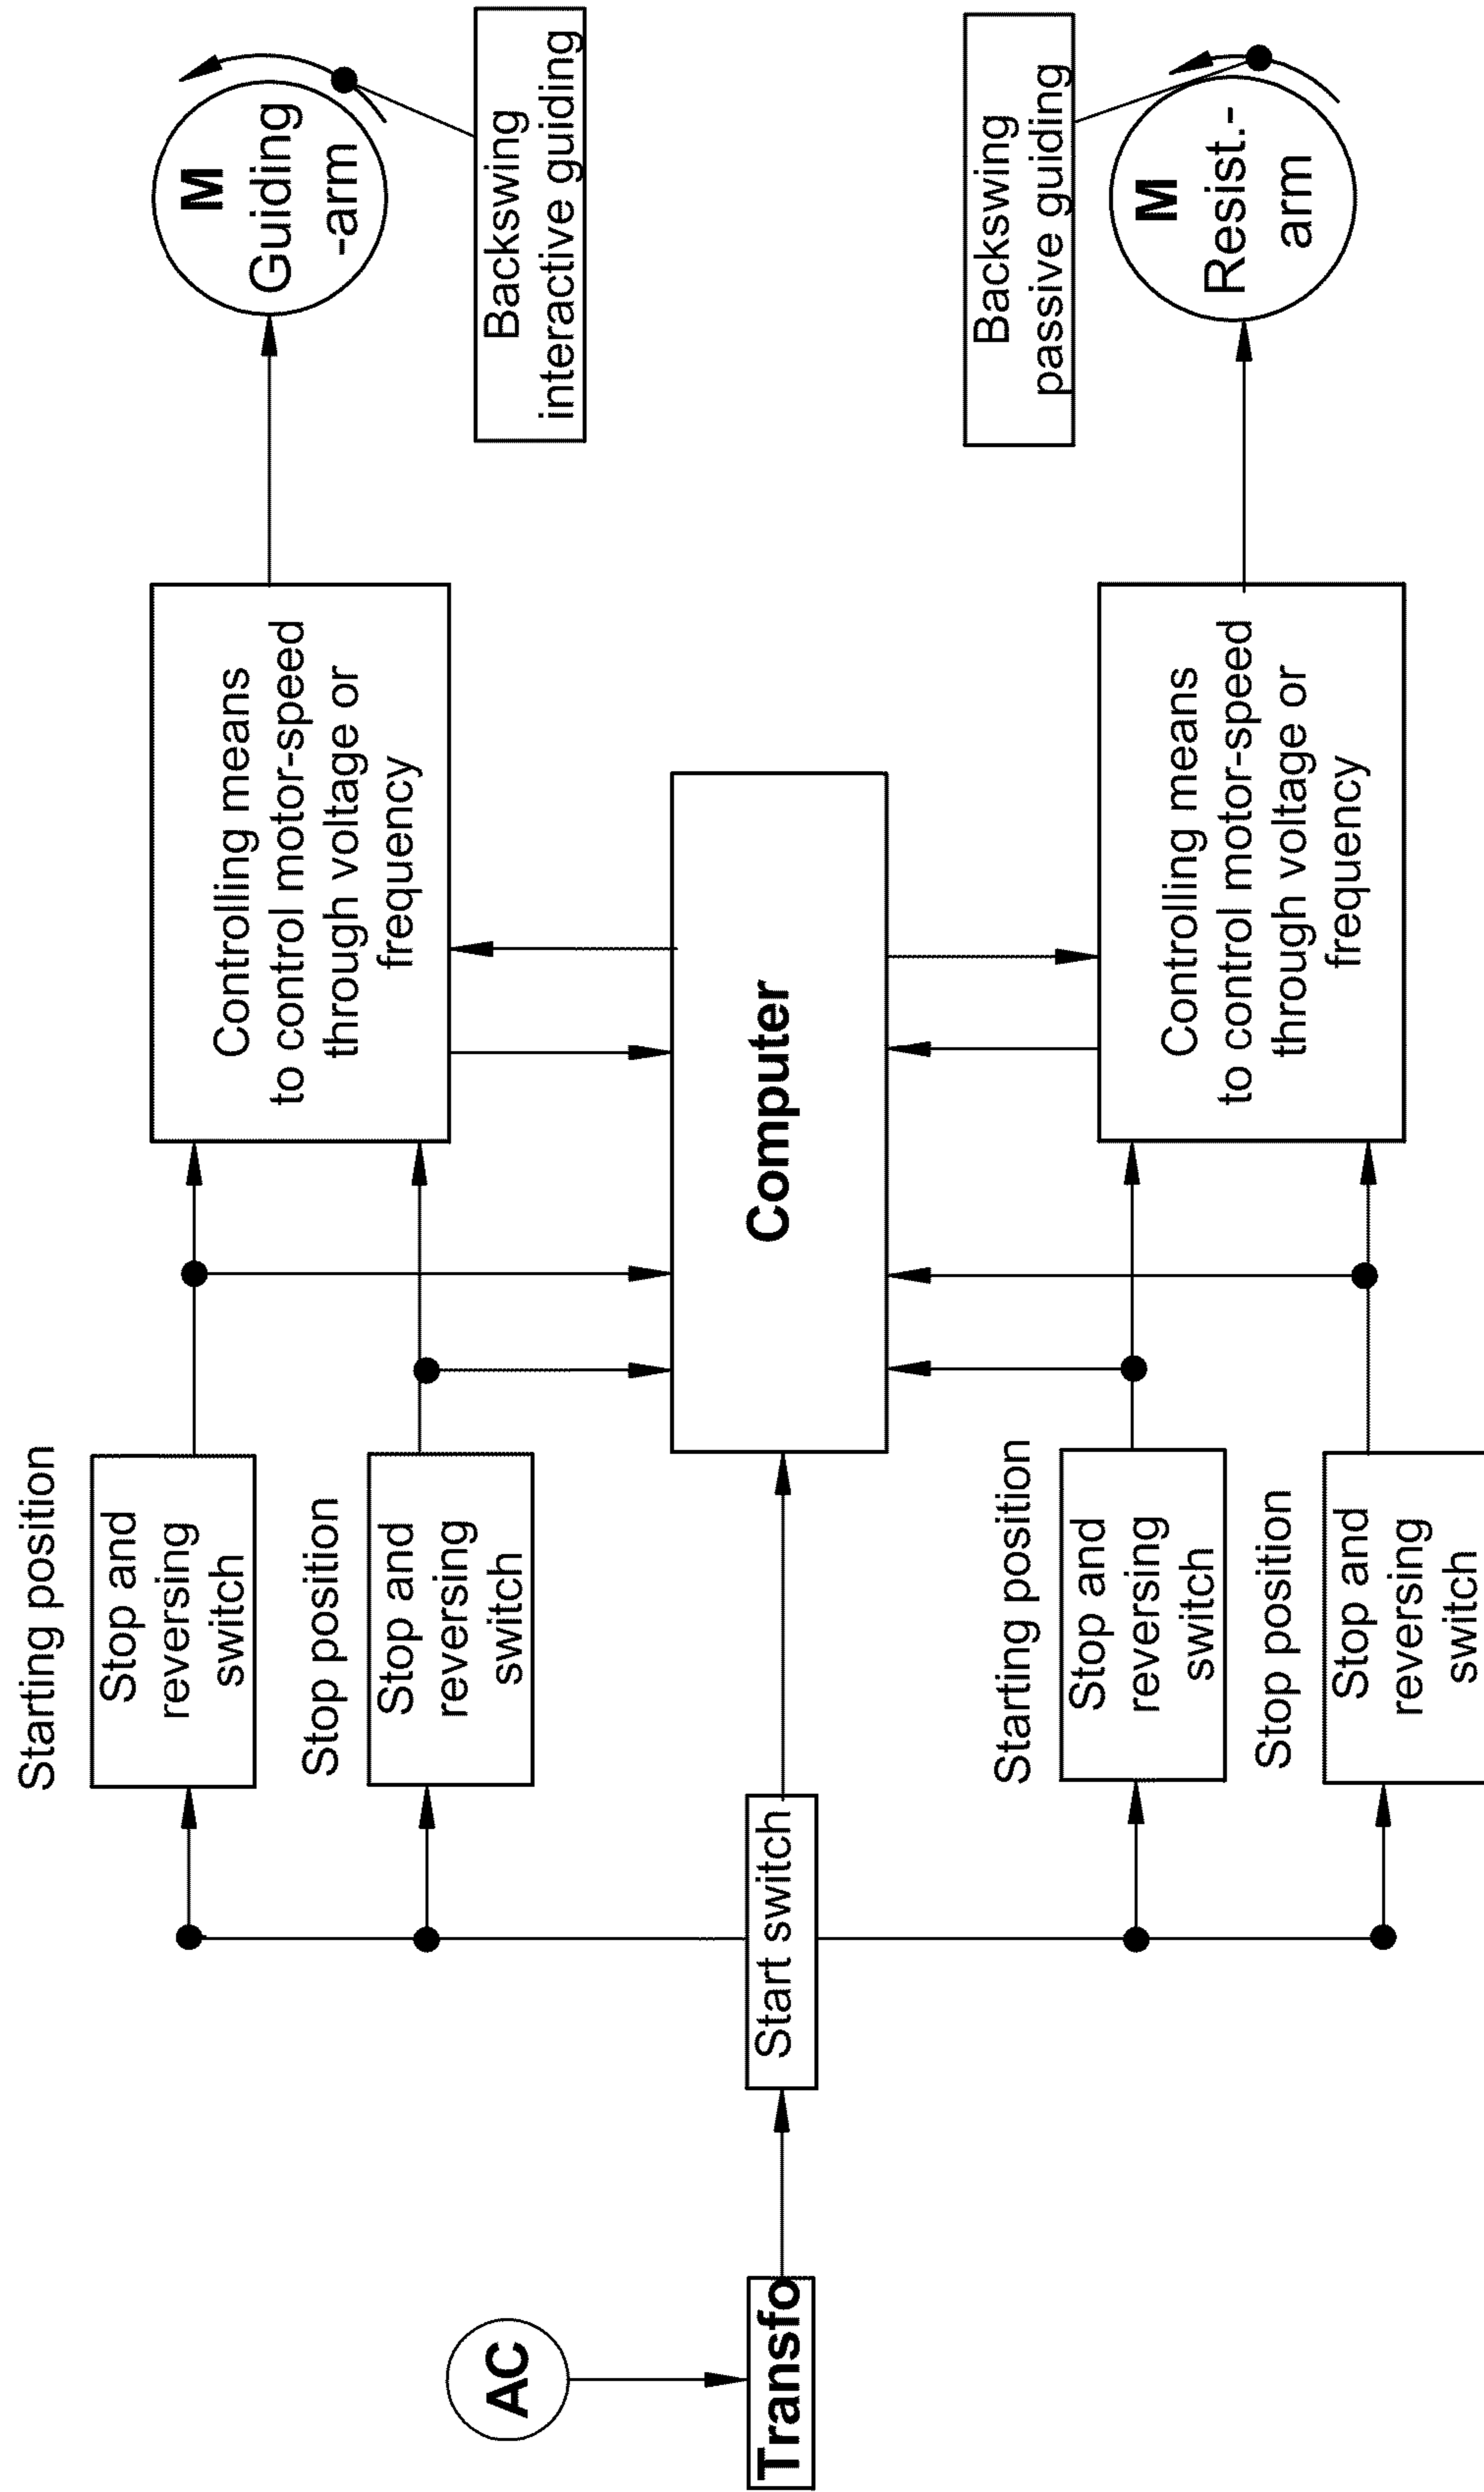 Starting position
Stop and
reversing
switch
Stop position
Stop and
reversing
switch
Controlling means
to control motor-speed
through voltage or
frequency
M
Guiding
-arm
Backswing
interactive guiding
AC
Transfo
Start switch
Computer
Starting position
Stop and
reversing
switch
Stop position
Stop and
reversing
switch
Controlling means
to control motor-speed
through voltage or
frequency
Backswing
passive guiding
M
Resist.-
arm